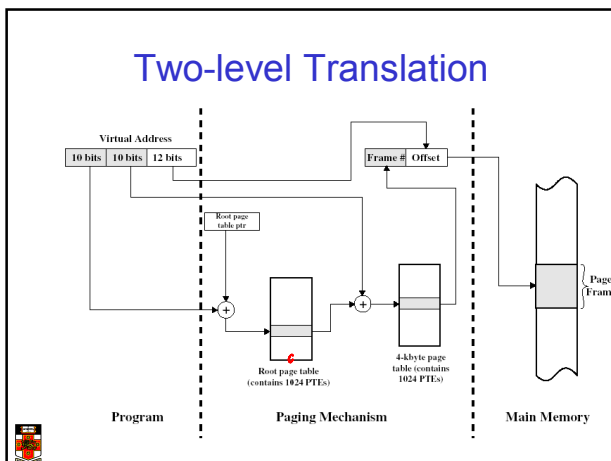 Two-level Translation
Virtual Address
10 bits 10 bits 12 bits
Frame # Offset
Root page
table ptr
+
+
Page
Fram
Root page table
(contains 1024 PTEs)
4-kbyte page
table (contains
1024 PTEs)
Program
Paging Mechanism
Main Memory